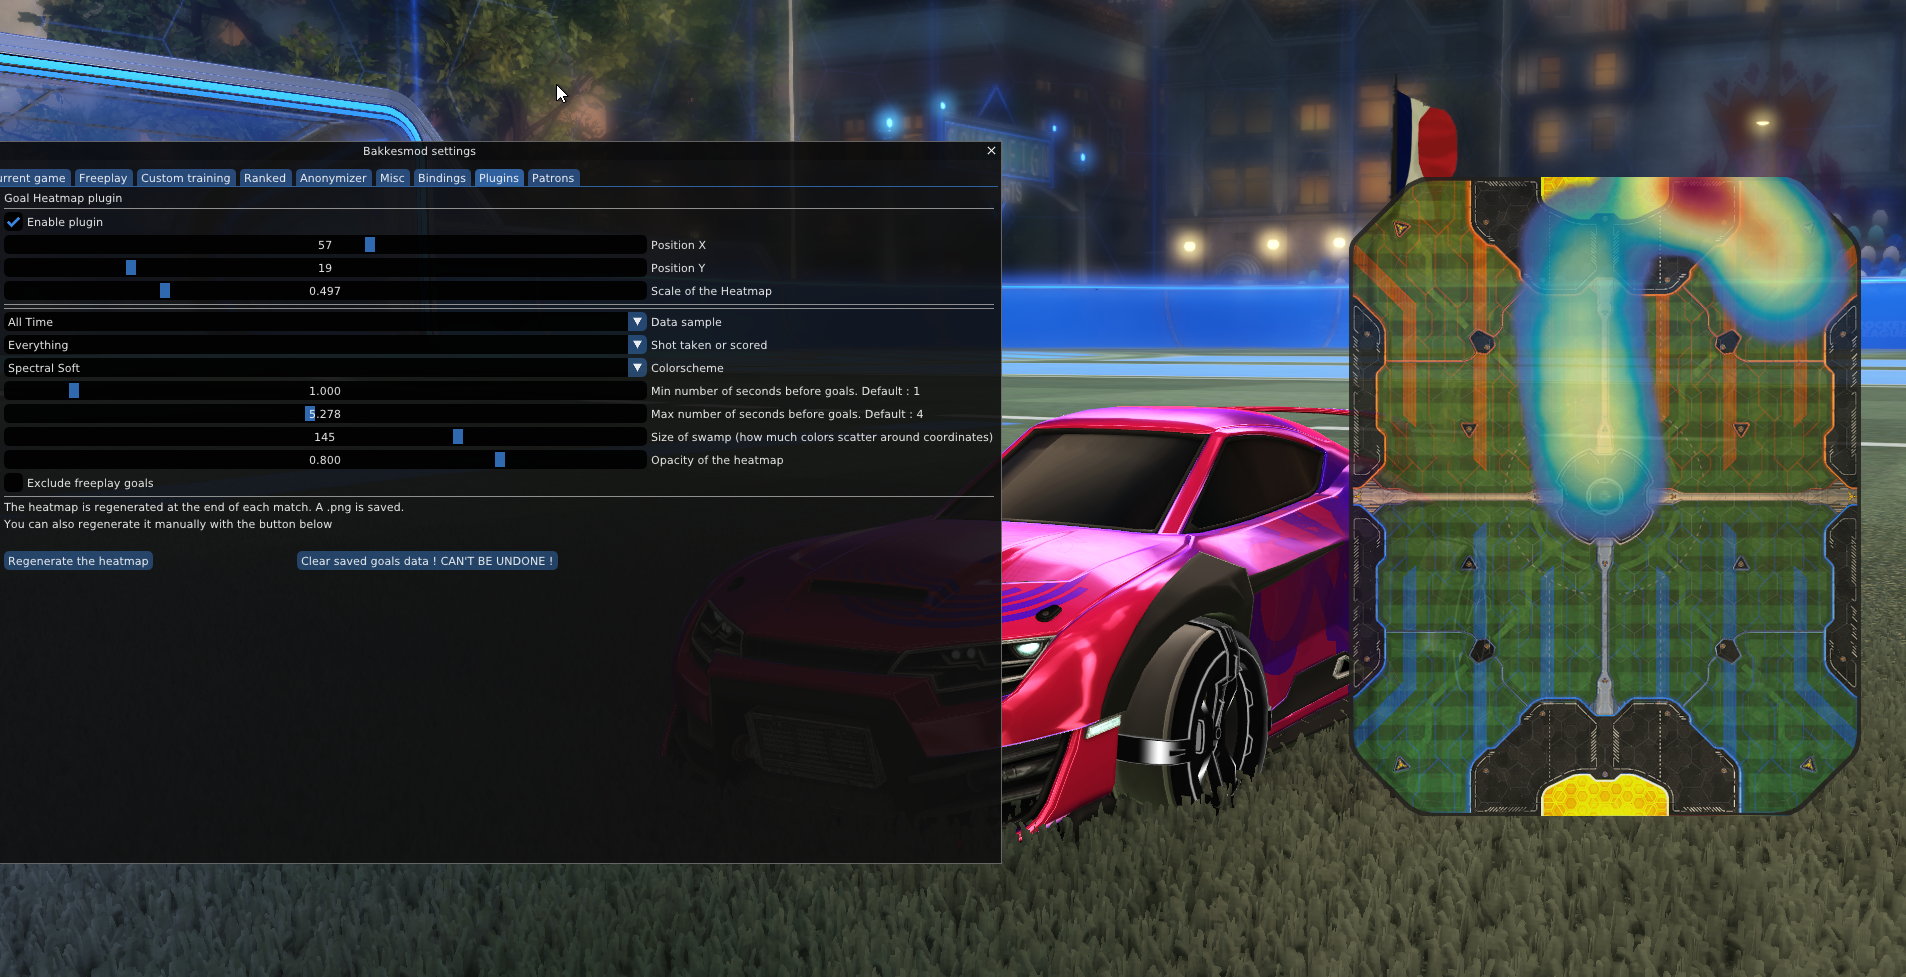 Bakkesmod settings
urrent game Freeplay Custom training Ranked Anonymizer Misc Bindings Plugins Patrons
Goal Heatmap plugin
Enable plugin
57 Position X
19 Position Y
0.497 Scale of the Heatmap
All Time Data sample
Everything Shot taken or scored
Spectral Soft Colorscheme
1.000 Min number of seconds before goals. Default : 1
5.278 Max number of seconds before goals. Default : 4
145 Size of swamp (how much colors scatter around coordinates)
0.800 Opacity of the heatmap
Exclude freeplay goals
The heatmap is regenerated at the end of each match. A .png is saved.
You can also regenerate it manually with the button below
Regenerate the heatmap Clear saved goals data ! CAN'T BE UNDONE !